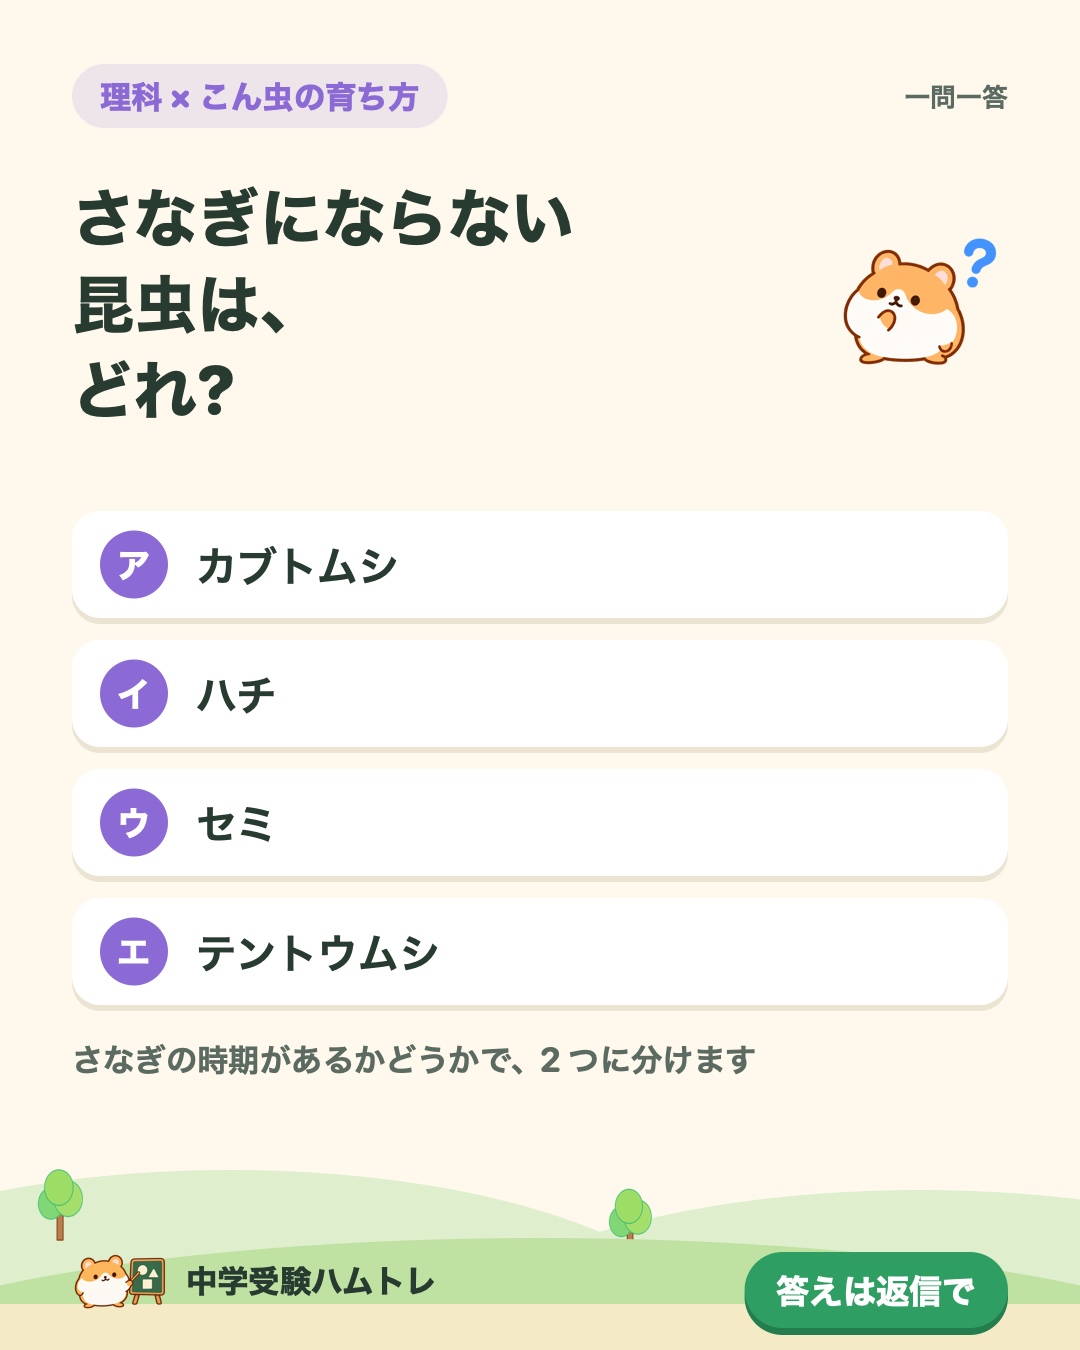 理科 × こん虫の育ち方
一問一答
さなぎにならない
昆虫は、
どれ?
?
ア カブトムシ
イ ハチ
ウ セミ
エ テントウムシ
さなぎの時期があるかどうかで、2 つに分けます
中学受験ハムトレ
答えは返信で